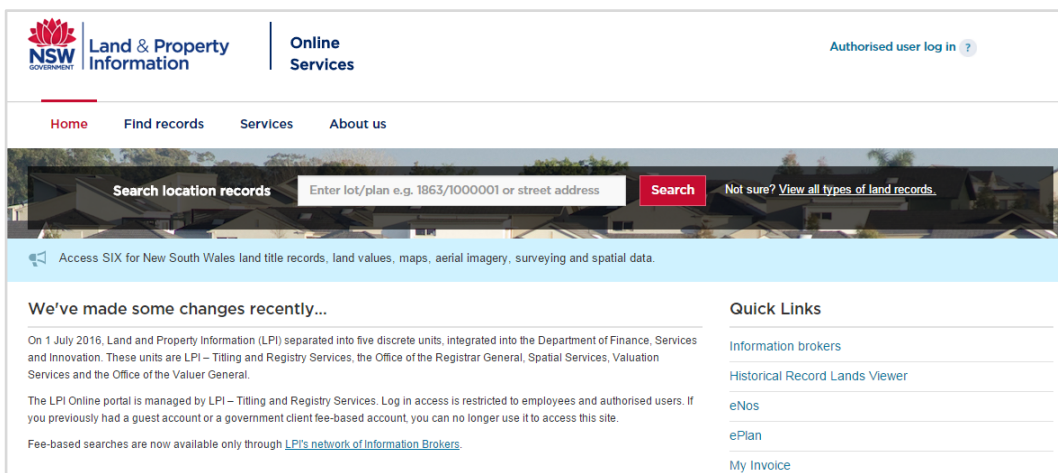 NSW
GOVERNMENT
Land & Property
Information
Online
Services
Authorised user log in ?
Home Find records Services About us
Search location records Enter lot/plan e.g. 1863/1000001 or street address Search Not sure? View all types of land records.
Access SIX for New South Wales land title records, land values, maps, aerial imagery, surveying and spatial data.
We've made some changes recently...
On 1 July 2016, Land and Property Information (LPI) separated into five discrete units, integrated into the Department of Finance, Services
and Innovation. These units are LPI – Titling and Registry Services, the Office of the Registrar General, Spatial Services, Valuation
Services and the Office of the Valuer General.
The LPI Online portal is managed by LPI – Titling and Registry Services. Log in access is restricted to employees and authorised users. If
you previously had a guest account or a government client fee-based account, you can no longer use it to access this site.
Fee-based searches are now available only through LPI's network of Information Brokers.
Quick Links
Information brokers
Historical Record Lands Viewer
eNos
ePlan
My Invoice